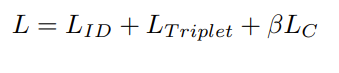 L = L_{ID} + L_{Triplet} + βL_C